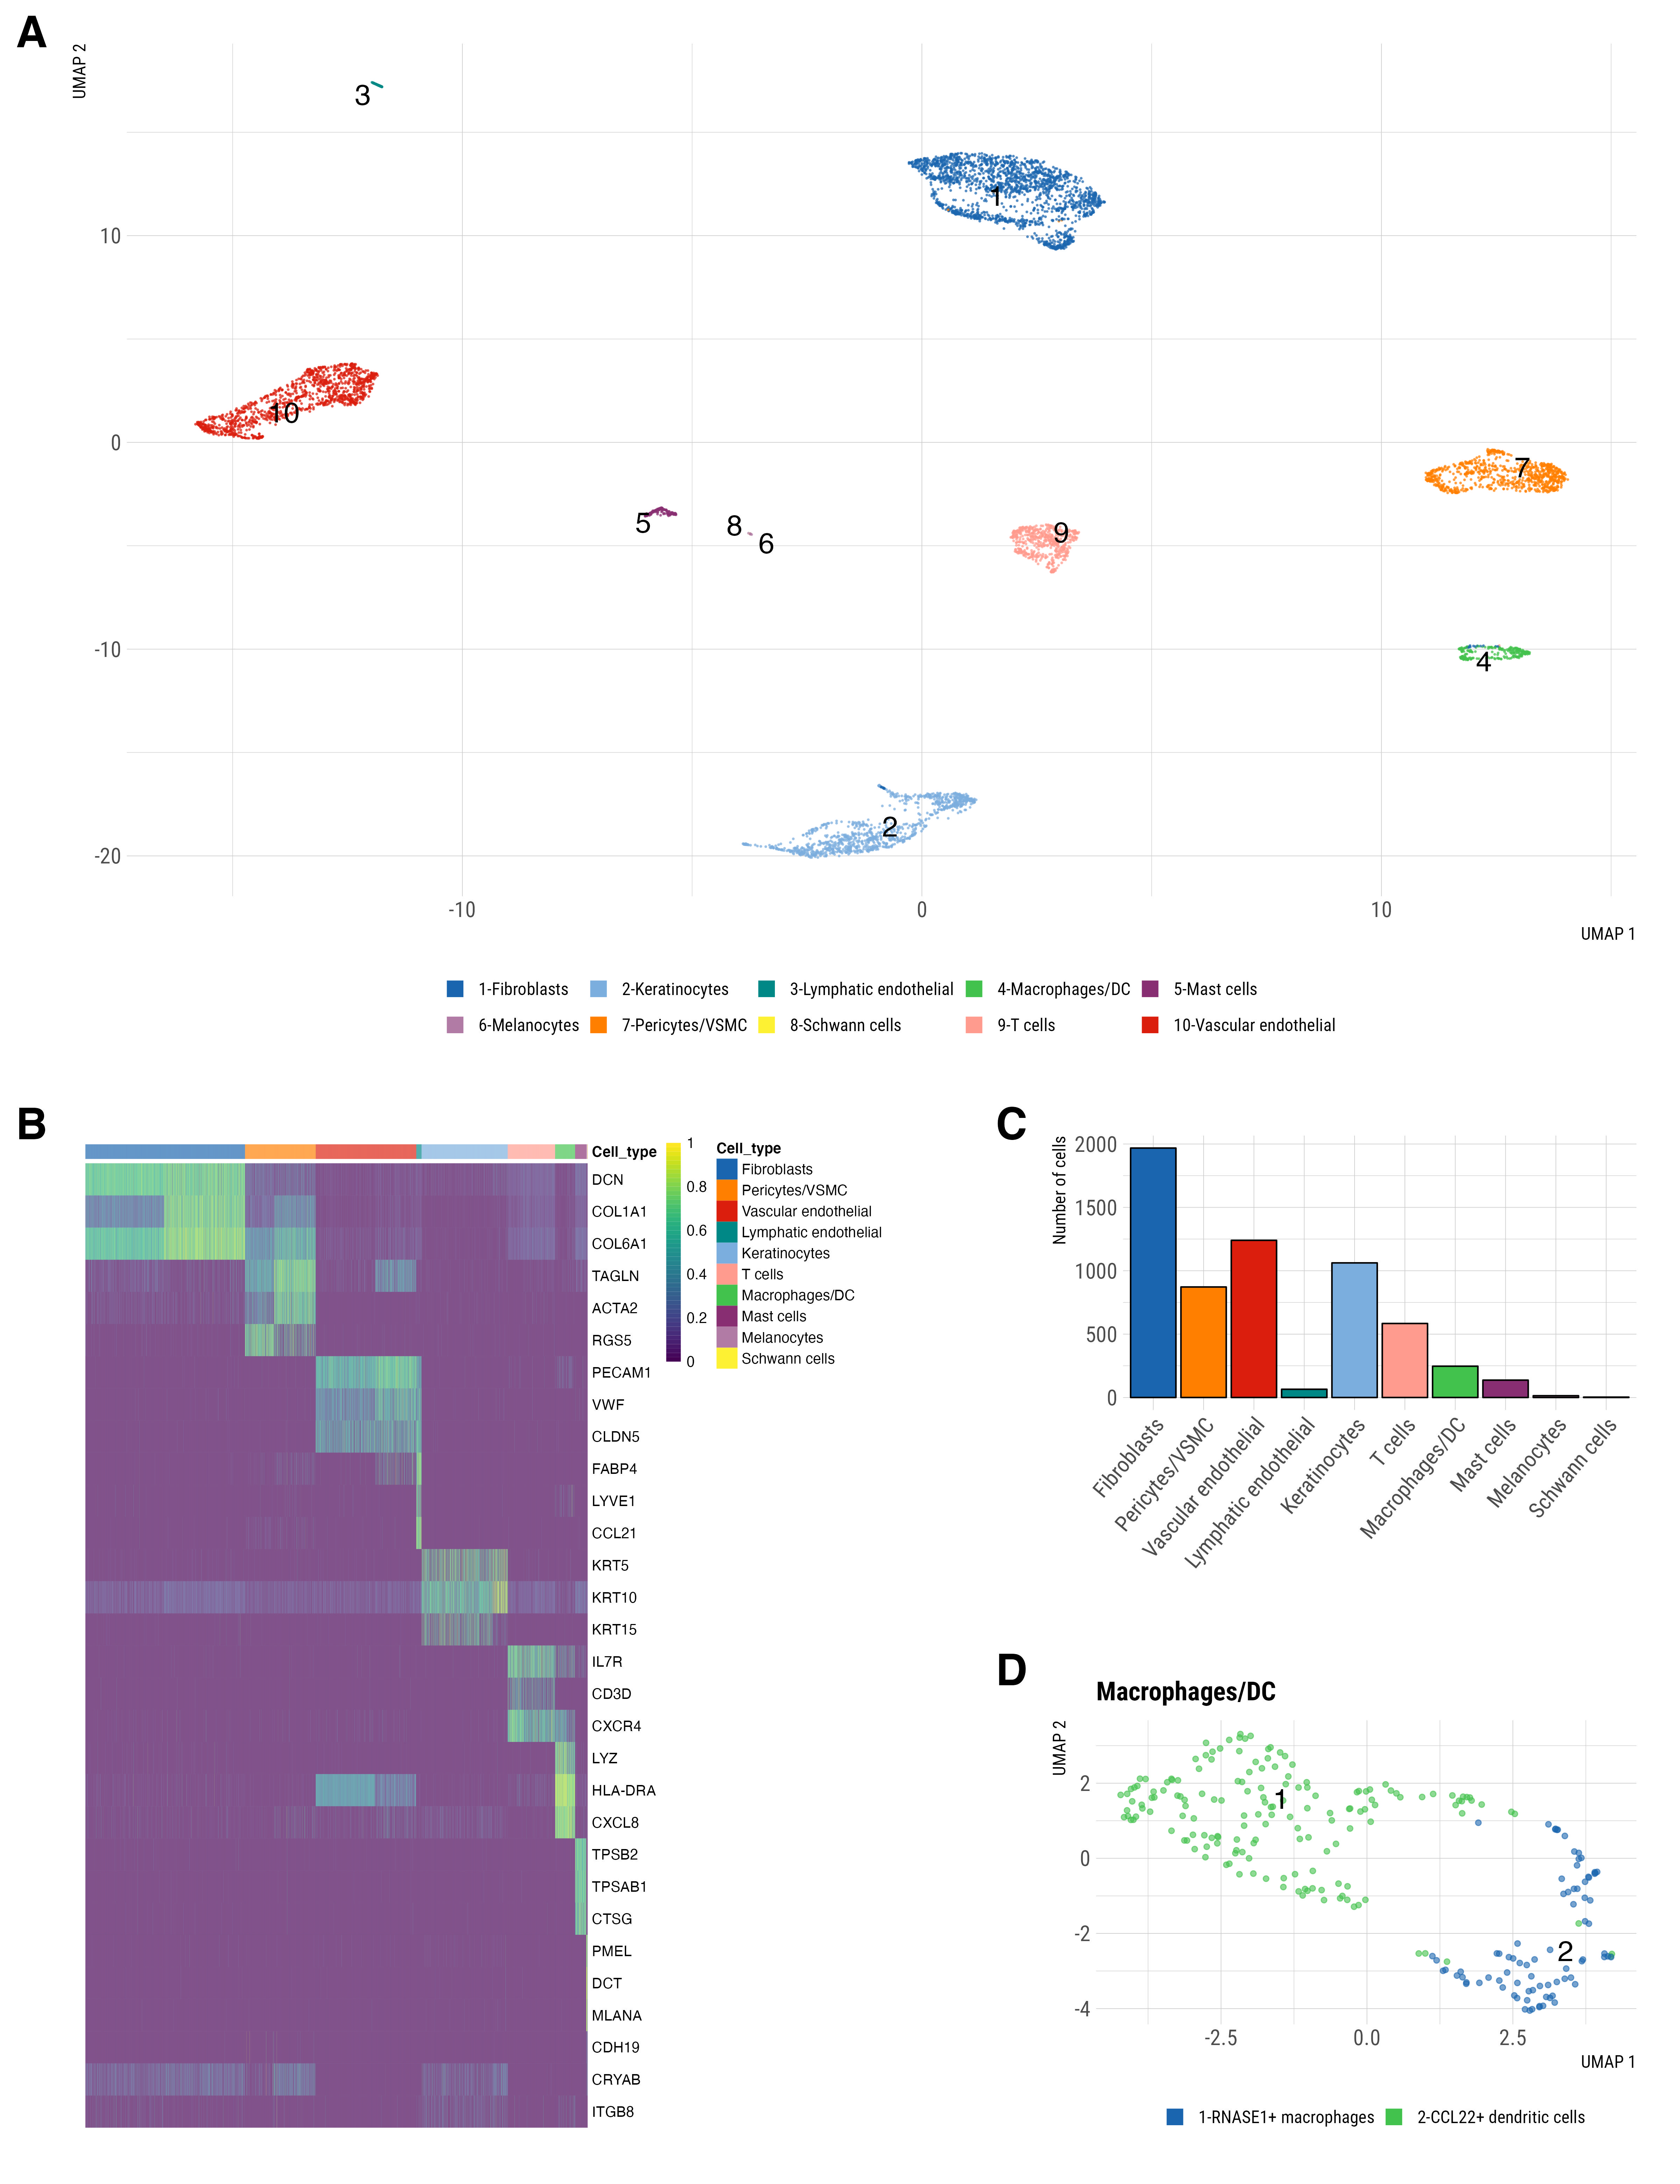 A
UMAP 2
10
0
-10
-20
-10
0
10
UMAP 1
3
1
10
7
5
8
6
9
4
2
1-Fibroblasts
2-Keratinocytes
3-Lymphatic endothelial
4-Macrophages/DC
5-Mast cells
6-Melanocytes
7-Pericytes/VSMC
8-Schwann cells
9-T cells
10-Vascular endothelial
B
Cell_type
DCN
COL1A1
COL6A1
TAGLN
ACTA2
RGS5
PECAM1
VWF
CLDN5
FABP4
LYVE1
CCL21
KRT5
KRT10
KRT15
IL7R
CD3D
CXCR4
LYZ
HLA-DRA
CXCL8
TPSB2
TPSAB1
CTSG
PMEL
DCT
MLANA
CDH19
CRYAB
ITGB8
1
0.8
0.6
0.4
0.2
0
Cell_type
Fibroblasts
Pericytes/VSMC
Vascular endothelial
Lymphatic endothelial
Keratinocytes
T cells
Macrophages/DC
Mast cells
Melanocytes
Schwann cells
C
Number of cells
2000
1500
1000
500
0
Fibroblasts
Pericytes/VSMC
Vascular endothelial
Lymphatic endothelial
Keratinocytes
T cells
Macrophages/DC
Mast cells
Melanocytes
Schwann cells
D
Macrophages/DC
UMAP 2
2
0
-2
-4
1
2
-2.5
0.0
2.5
UMAP 1
1-RNASE1+ macrophages
2-CCL22+ dendritic cells